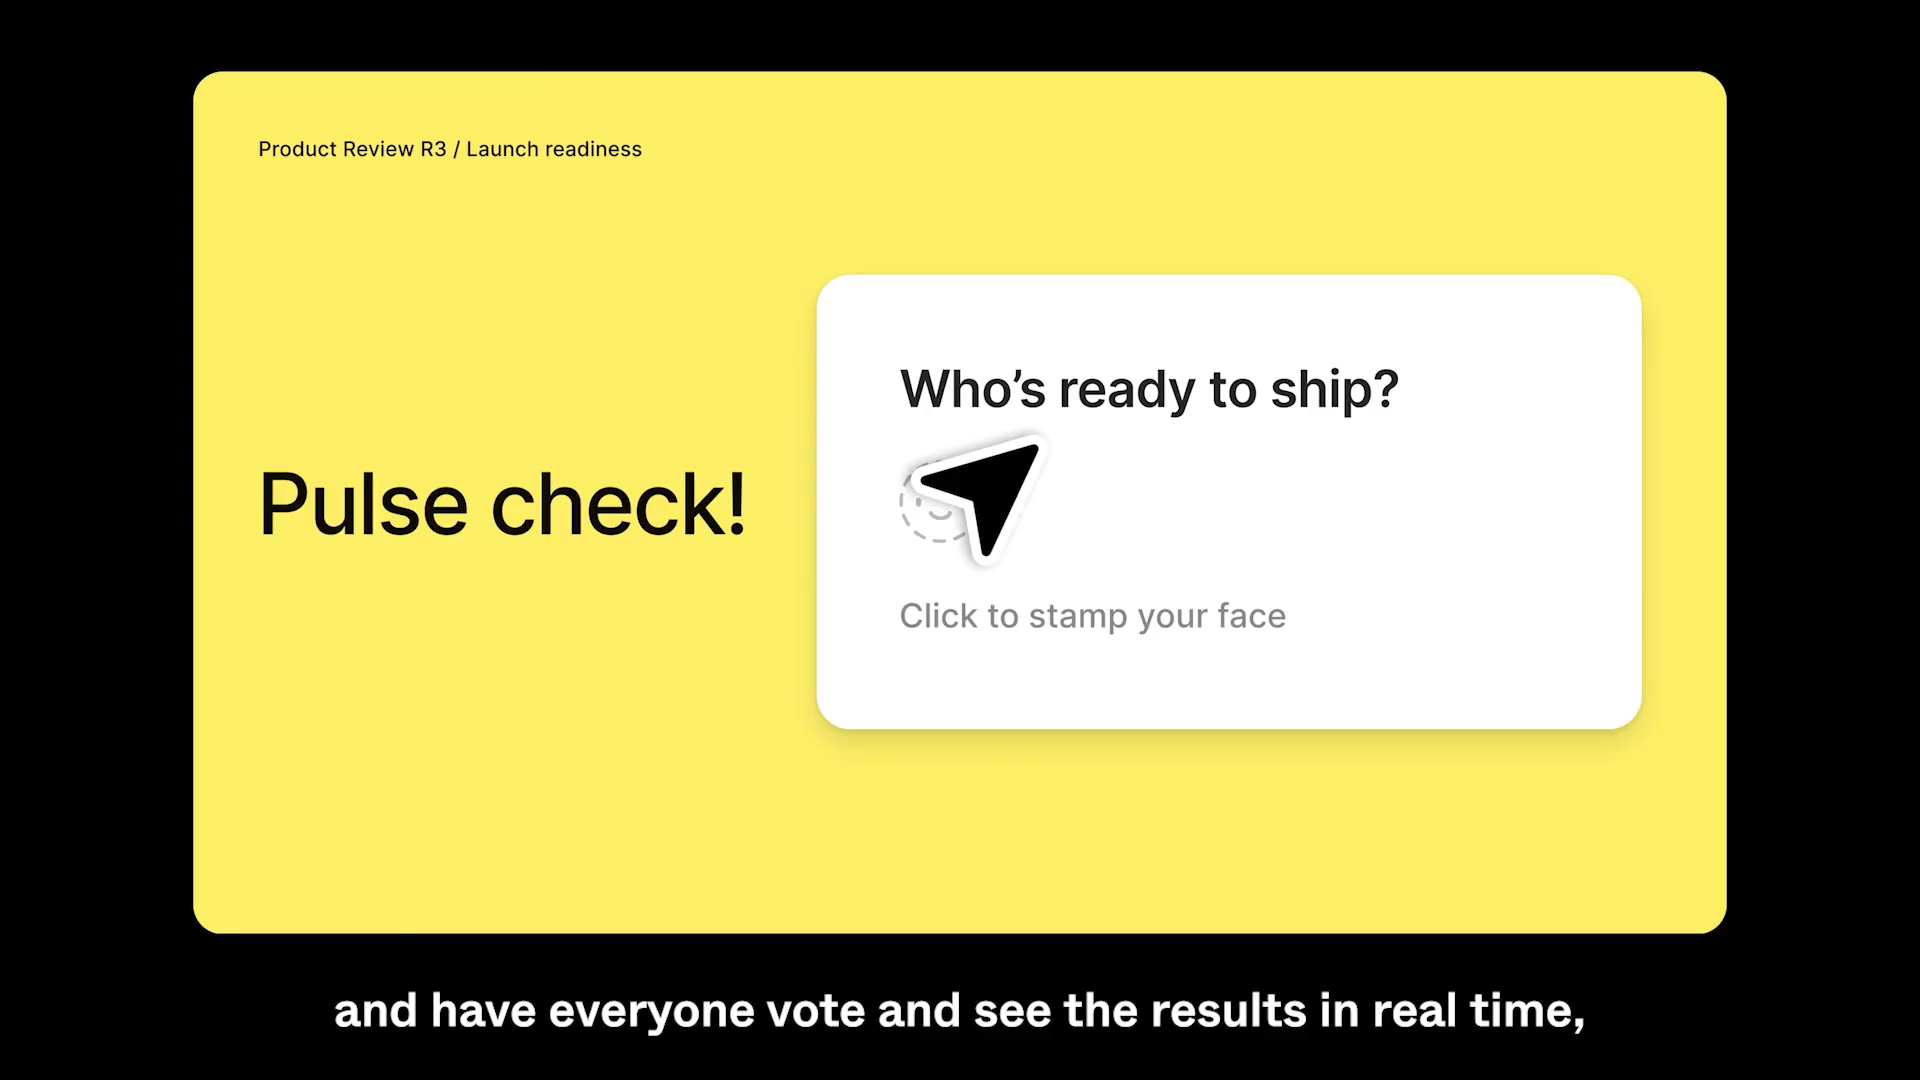 Product Review R3 / Launch readiness
Pulse check!
Who’s ready to ship?
Click to stamp your face
and have everyone vote and see the results in real time,